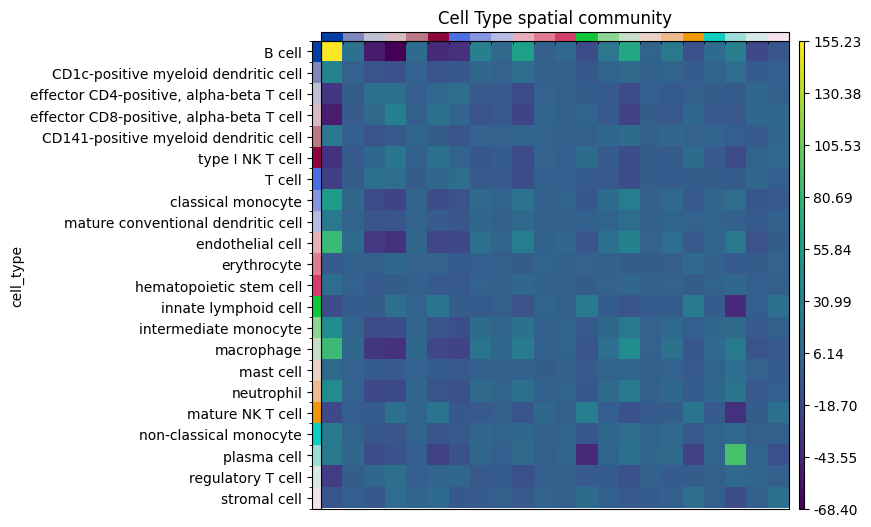 Cell Type spatial community
cell_type
B cell
CD1c-positive myeloid dendritic cell
effector CD4-positive, alpha-beta T cell
effector CD8-positive, alpha-beta T cell
CD141-positive myeloid dendritic cell
type I NK T cell
T cell
classical monocyte
mature conventional dendritic cell
endothelial cell
erythrocyte
hematopoietic stem cell
innate lymphoid cell
intermediate monocyte
macrophage
mast cell
neutrophil
mature NK T cell
non-classical monocyte
plasma cell
regulatory T cell
stromal cell
155.23
130.38
105.53
80.69
55.84
30.99
6.14
-18.70
-43.55
-68.40